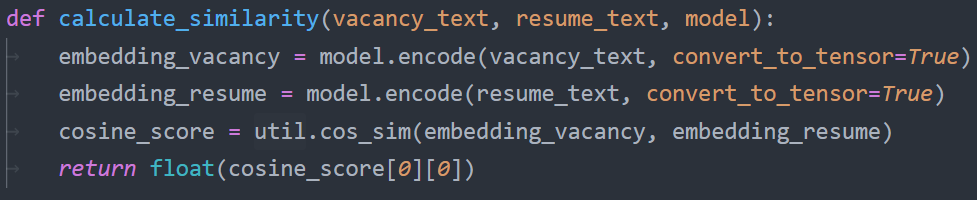 def calculate_similarity(vacancy_text, resume_text, model):
    embedding_vacancy = model.encode(vacancy_text, convert_to_tensor=True)
    embedding_resume = model.encode(resume_text, convert_to_tensor=True)
    cosine_score = util.cos_sim(embedding_vacancy, embedding_resume)
    return float(cosine_score[0][0])